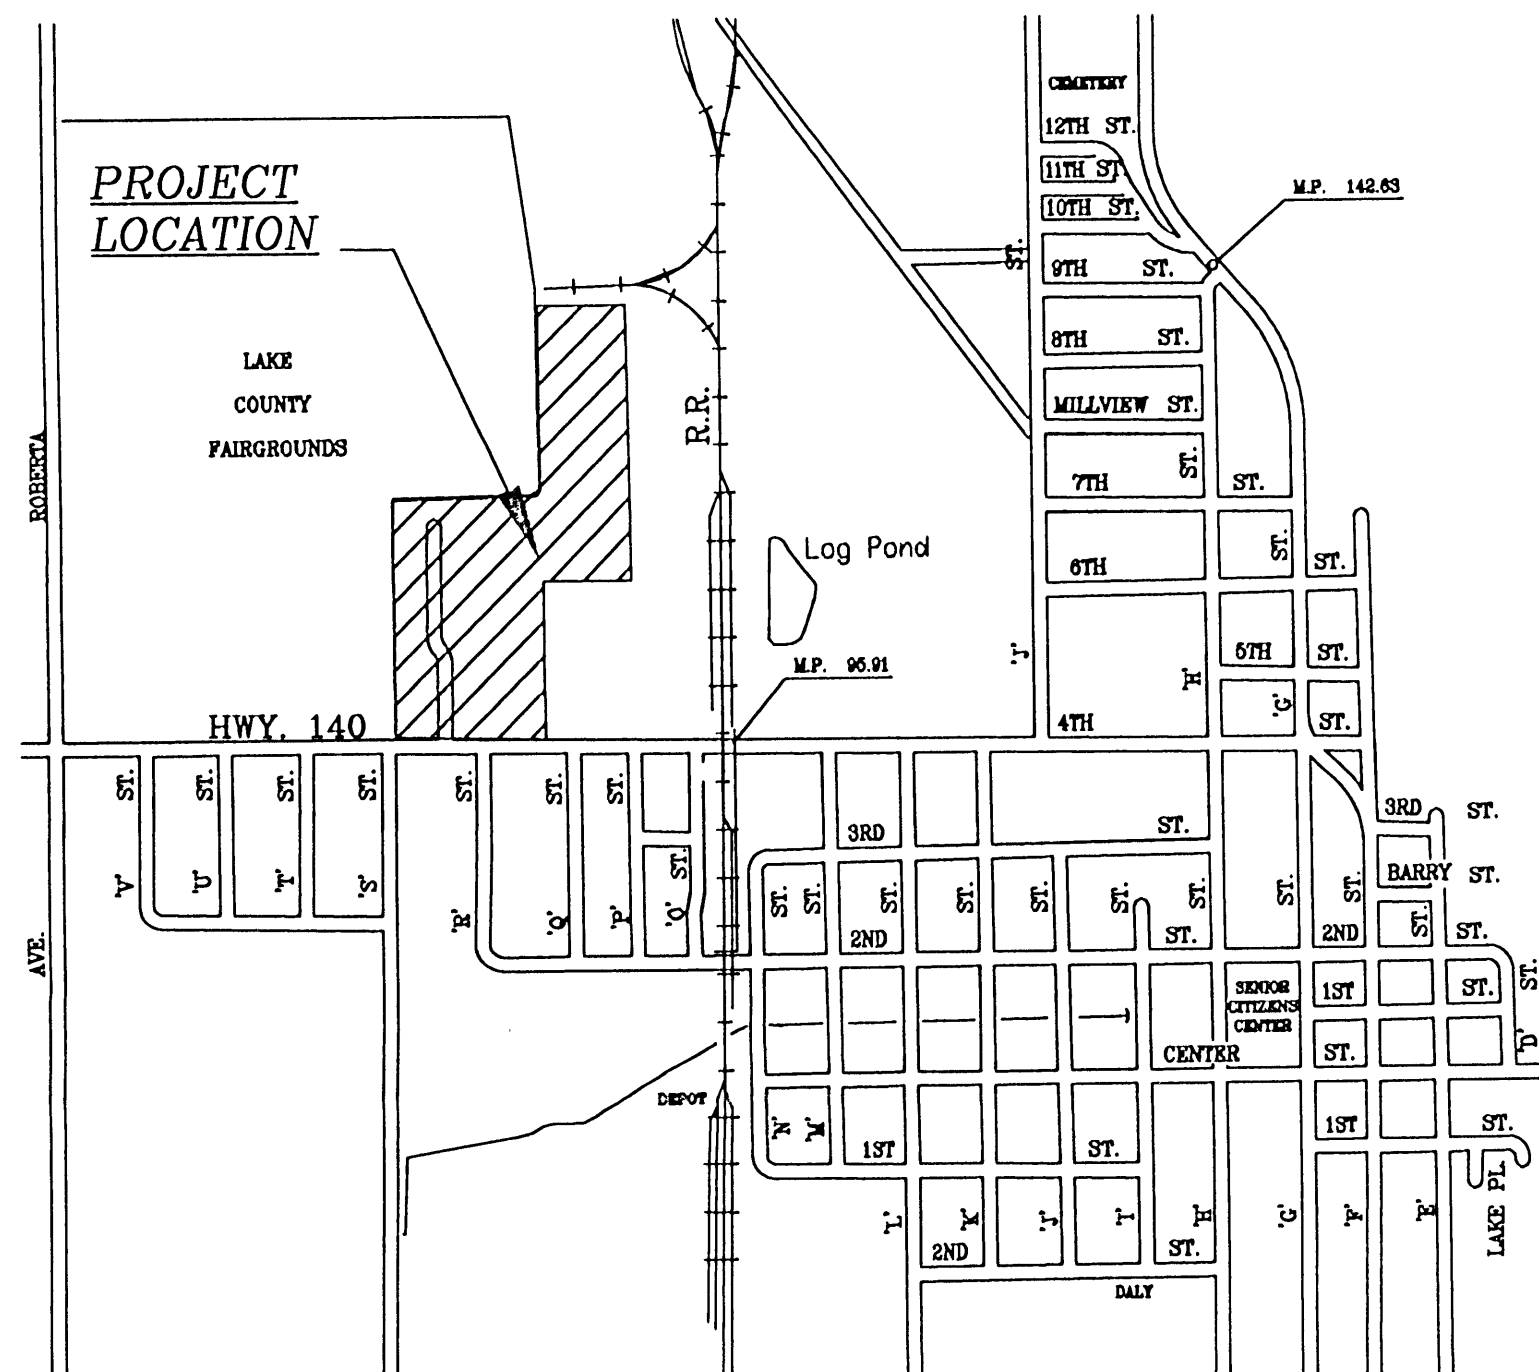 CEMETERY
12TH ST.
11TH ST.
10TH ST.
M.P. 142.63
PROJECT
LOCATION
ST.
9TH ST.
8TH ST.
MILLVIEW ST.
LAKE
COUNTY
FAIRGROUNDS
R.R.
ROBERTA
AVE.
7TH ST.
ST.
Log Pond
6TH ST.
ST.
5TH ST.
'J'
'H'
'G'
M.P. 95.91
4TH ST.
HWY. 140
'V' ST.
'U' ST.
'T' ST.
'S' ST.
'R' ST.
'Q' ST.
'P' ST.
'O' ST.
3RD ST.
3RD ST.
BARRY ST.
ST.
ST.
ST.
ST.
ST.
ST.
ST.
ST.
ST.
ST.
2ND ST.
2ND ST.
SENIOR
CITIZENS
CENTER
1ST ST.
'D' ST.
CENTER ST.
DEPOT
'N'
'M'
1ST ST.
1ST ST.
LAKE PL.
'L'
'K'
'J'
'I'
'H'
'G'
'F'
'E'
2ND ST.
DALY